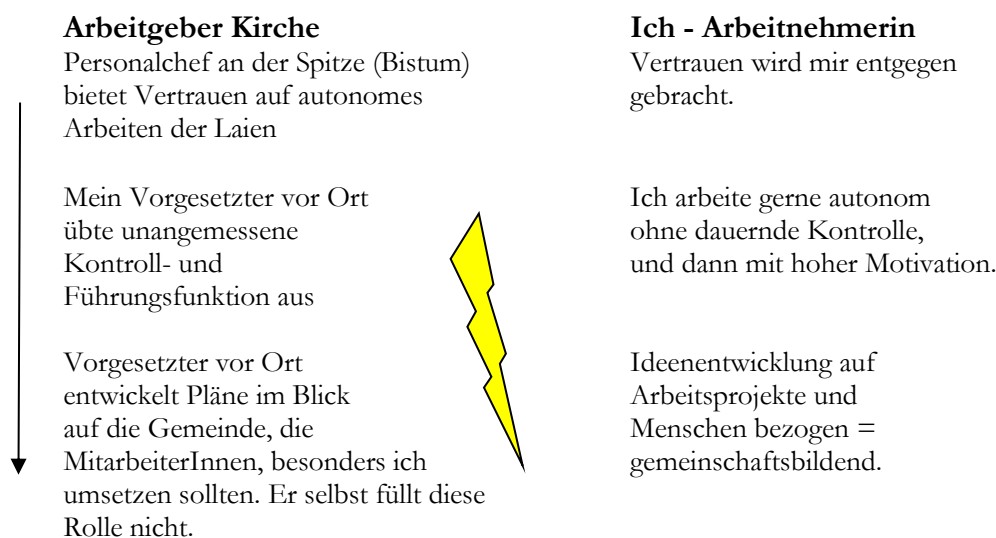 Arbeitgeber Kirche
Personalchef an der Spitze (Bistum)
bietet Vertrauen auf autonomes
Arbeiten der Laien
Mein Vorgesetzter vor Ort
übte unangemessene
Kontroll- und
Führungsfunktion aus
Vorgesetzter vor Ort
entwickelt Pläne im Blick
auf die Gemeinde, die
MitarbeiterInnen, besonders ich
umsetzen sollten. Er selbst füllt diese
Rolle nicht.
Ich - Arbeitnehmerin
Vertrauen wird mir entgegen
gebracht.
Ich arbeite gerne autonom
ohne dauernde Kontrolle,
und dann mit hoher Motivation.
Ideenentwicklung auf
Arbeitsprojekte und
Menschen bezogen =
gemeinschaftsbildend.